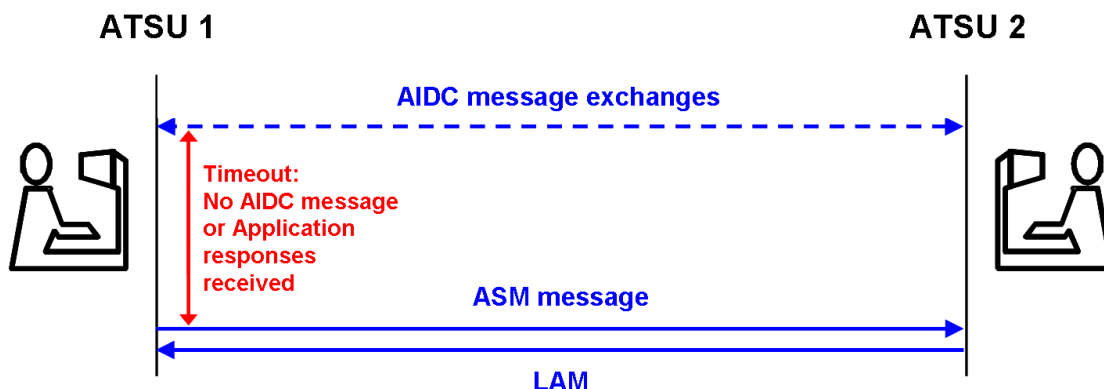 ATSU 1
ATSU 2
AIDC message exchanges
Timeout:
No AIDC message
or Application
responses
received
ASM message
LAM